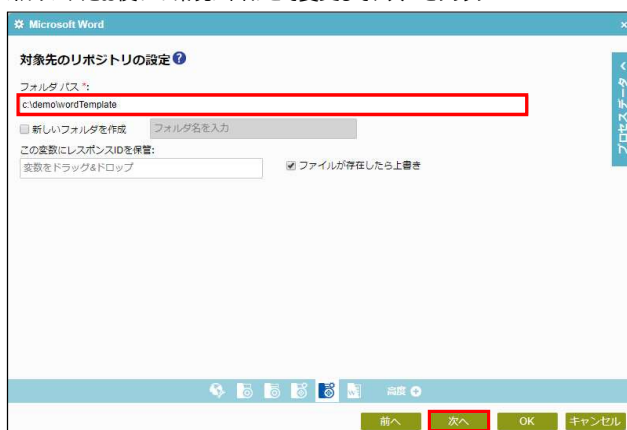 Microsoft Word ×
対象先のリポジトリの設定 ?
フォルダ パス *:
c:\demo\wordTemplate
新しいフォルダを作成 フォルダ名を入力
この変数にレスポンスIDを保管:
変数をドラッグ&ドロップ ファイルが存在したら上書き
プロセス データ
高度
前へ 次へ OK キャンセル